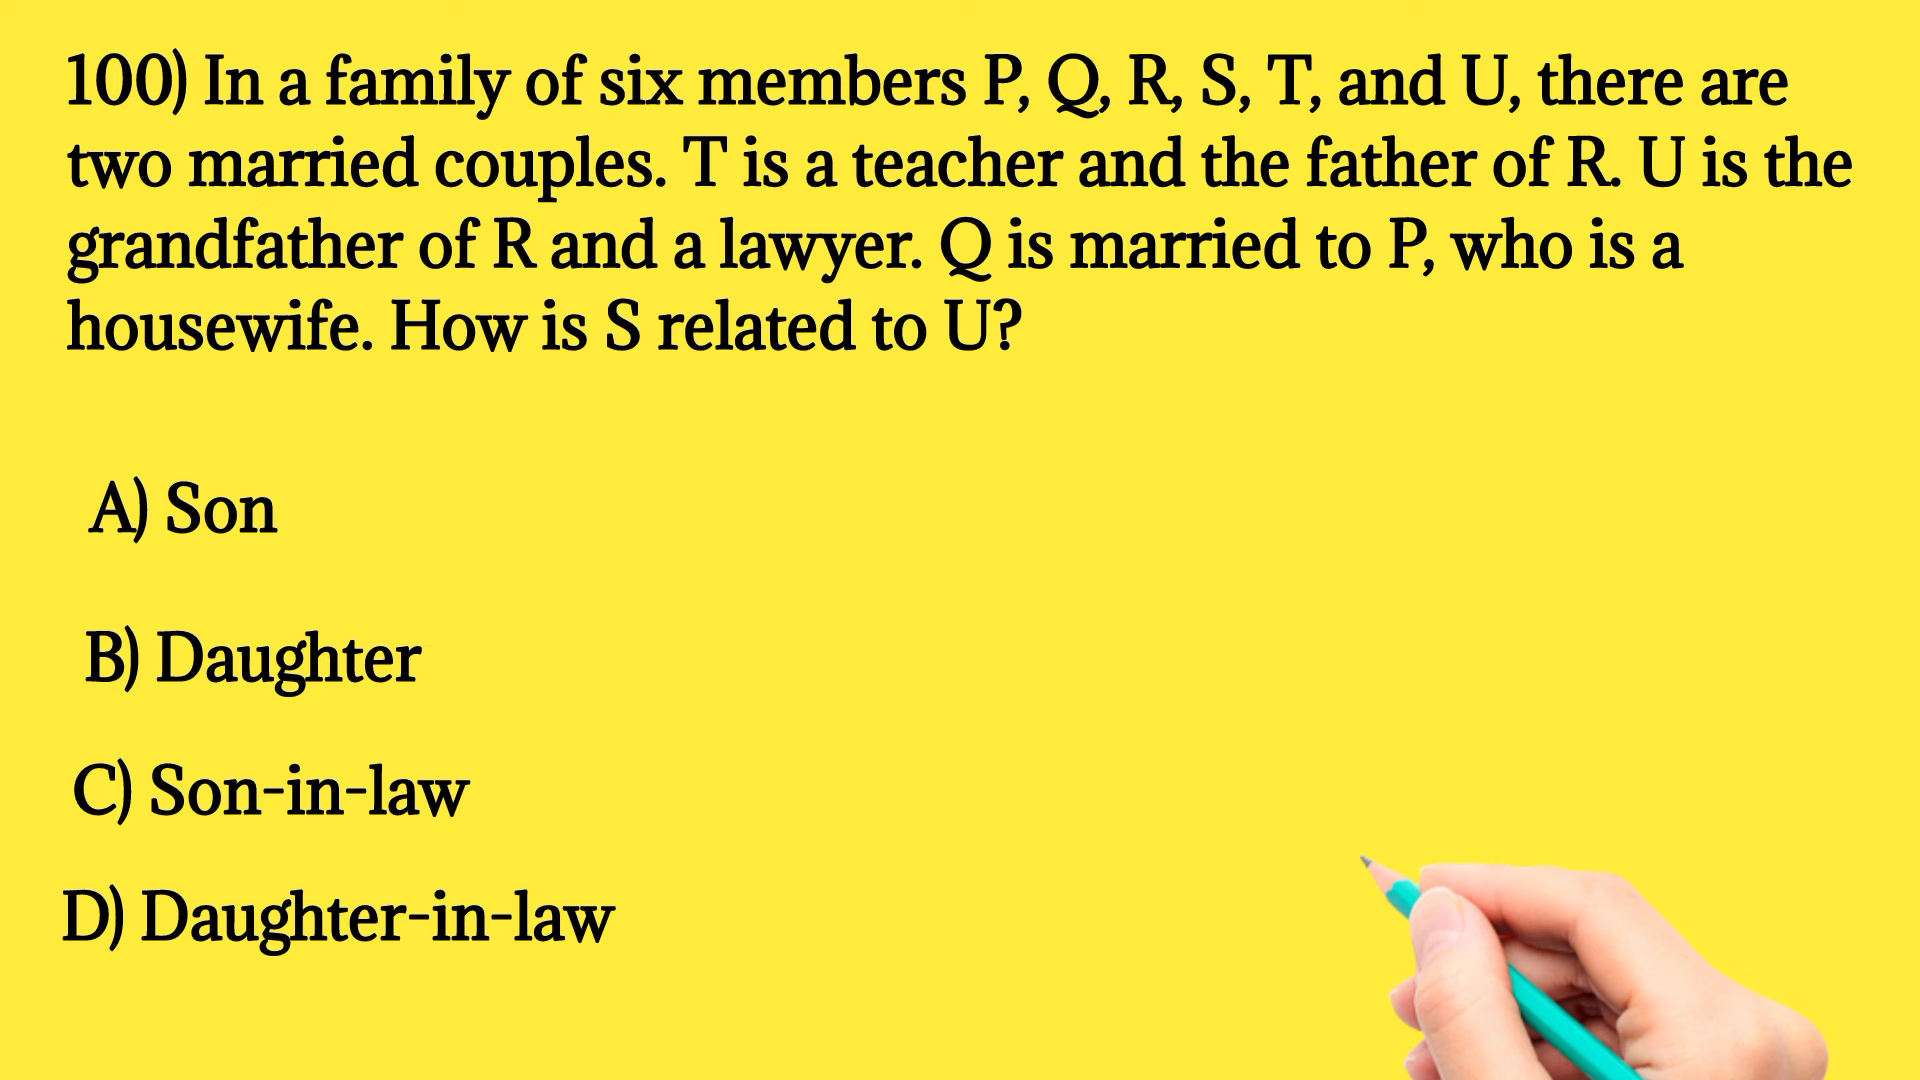 100) In a family of six members P, Q, R, S, T, and U, there are
two married couples. T is a teacher and the father of R. U is the
grandfather of R and a lawyer. Q is married to P, who is a
housewife. How is S related to U?
A) Son
B) Daughter
C) Son-in-law
D) Daughter-in-law